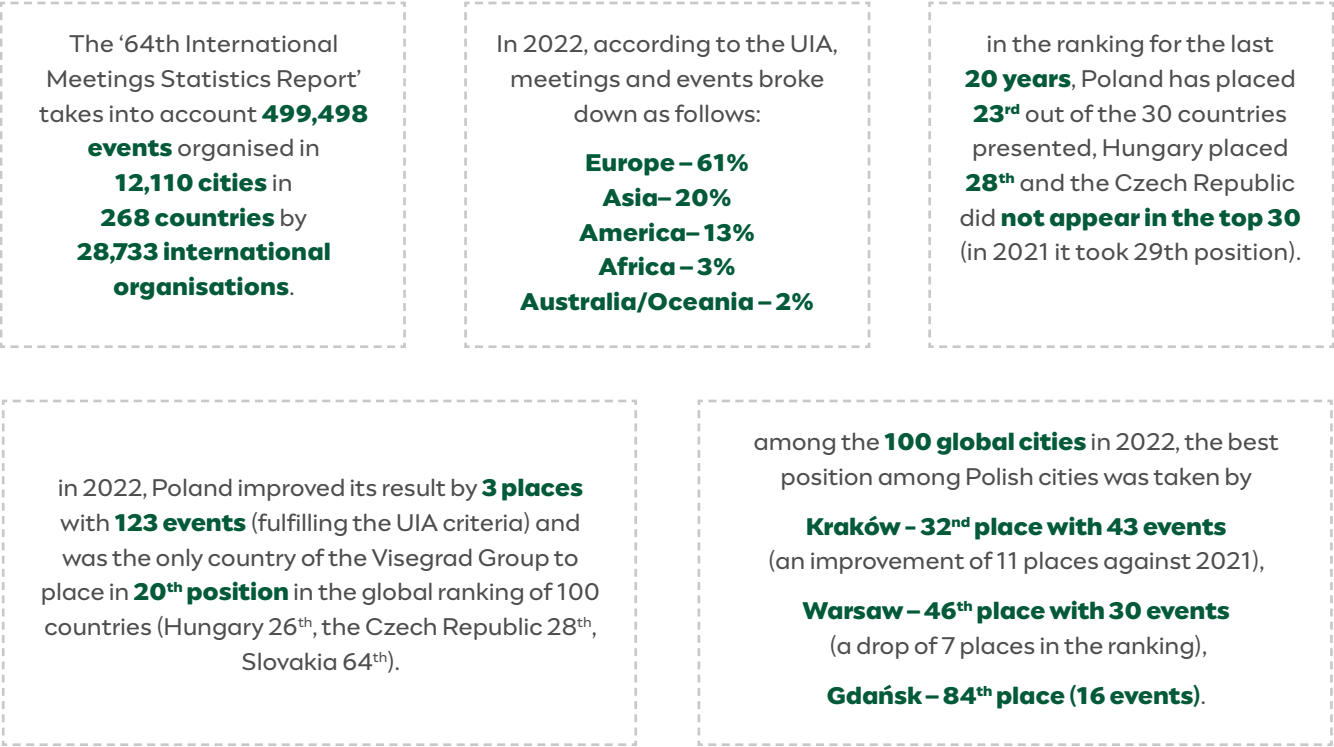 The ‘64th International
Meetings Statistics Report’
takes into account 499,498
events organised in
12,110 cities in
268 countries by
28,733 international
organisations.
In 2022, according to the UIA,
meetings and events broke
down as follows:
Europe – 61%
Asia– 20%
America– 13%
Africa – 3%
Australia/Oceania – 2%
in the ranking for the last
20 years, Poland has placed
23rd out of the 30 countries
presented, Hungary placed
28th and the Czech Republic
did not appear in the top 30
(in 2021 it took 29th position).
in 2022, Poland improved its result by 3 places
with 123 events (fulfilling the UIA criteria) and
was the only country of the Visegrad Group to
place in 20th position in the global ranking of 100
countries (Hungary 26th, the Czech Republic 28th,
Slovakia 64th).
among the 100 global cities in 2022, the best
position among Polish cities was taken by
Kraków - 32nd place with 43 events
(an improvement of 11 places against 2021),
Warsaw – 46th place with 30 events
(a drop of 7 places in the ranking),
Gdańsk – 84th place (16 events).